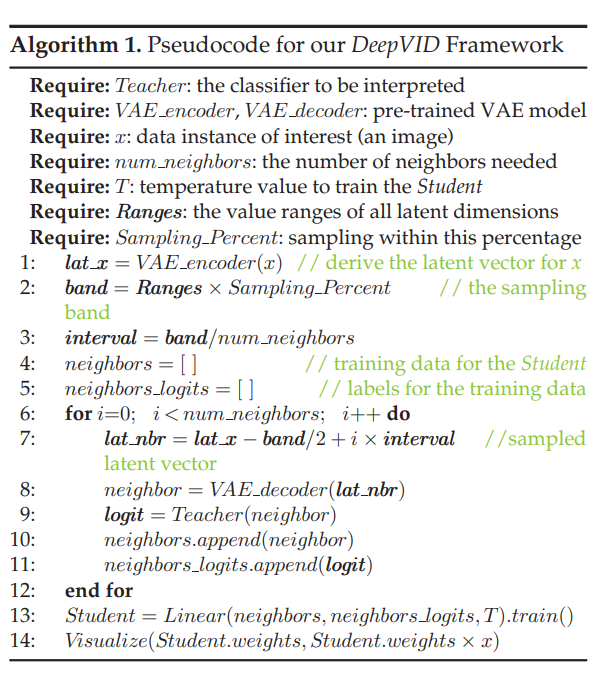 Algorithm 1. Pseudocode for our DeepVID Framework
Require: Teacher: the classifier to be interpreted
Require: VAE_encoder, VAE_decoder: pre-trained VAE model
Require: x: data instance of interest (an image)
Require: num_neighbors: the number of neighbors needed
Require: T: temperature value to train the Student
Require: Ranges: the value ranges of all latent dimensions
Require: Sampling_Percent: sampling within this percentage
1: lat_x = VAE_encoder(x) // derive the latent vector for x
2: band = Ranges × Sampling_Percent // the sampling
band
3: interval = band/num_neighbors
4: neighbors = [ ] // training data for the Student
5: neighbors_logits = [ ] // labels for the training data
6: for i=0; i<num_neighbors; i++ do
7: lat_nbr = lat_x − band/2 + i × interval //sampled
latent vector
8: neighbor = VAE_decoder(lat_nbr)
9: logit = Teacher(neighbor)
10: neighbors.append(neighbor)
11: neighbors_logits.append(logit)
12: end for
13: Student = Linear(neighbors, neighbors_logits, T).train()
14: Visualize(Student.weights, Student.weights × x)